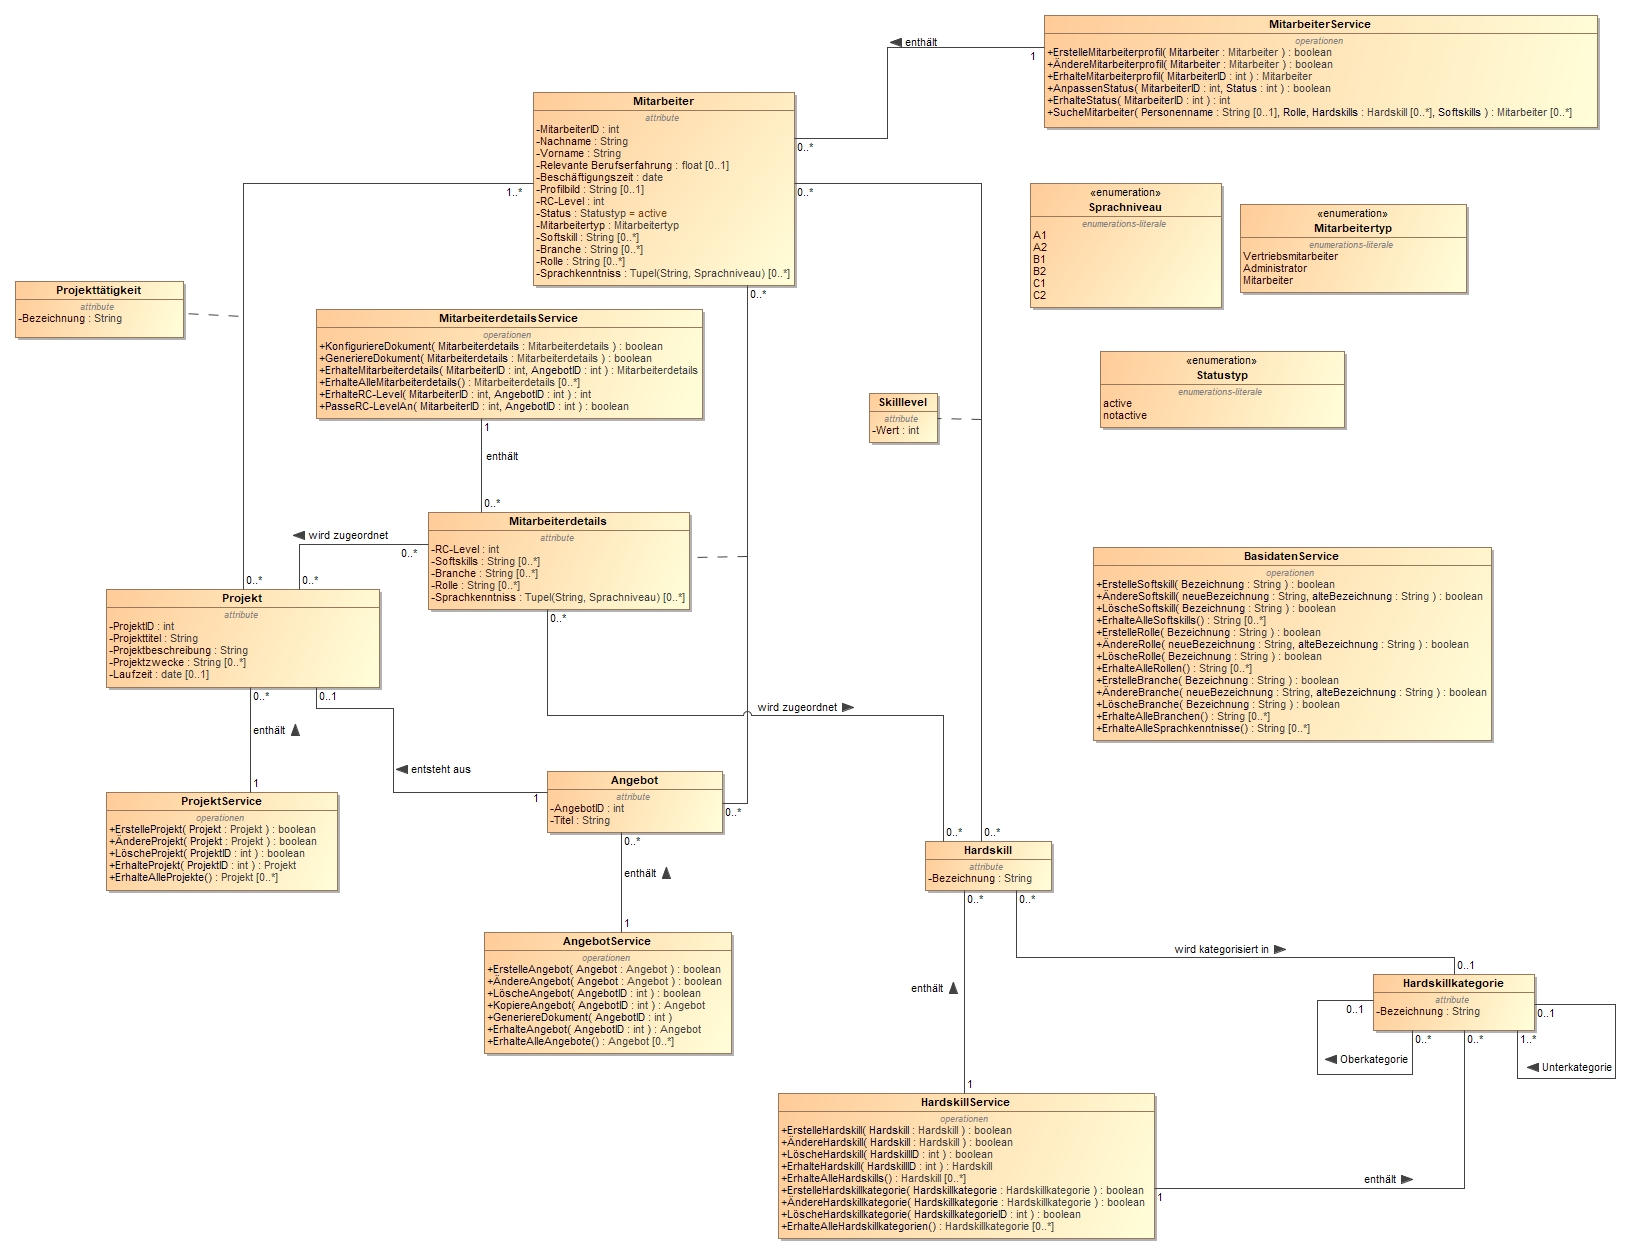 MitarbeiterService
operationen
+ErstelleMitarbeiterprofil( Mitarbeiter : Mitarbeiter ) : boolean
+ÄndereMitarbeiterprofil( Mitarbeiter : Mitarbeiter ) : boolean
+ErhalteMitarbeiterprofil( MitarbeiterID : int ) : Mitarbeiter
+AnpassenStatus( MitarbeiterID : int, Status : int ) : boolean
+ErhalteStatus( MitarbeiterID : int ) : int
+SucheMitarbeiter( Personenname : String [0..1], Rolle, Hardskills : Hardskill [0..*], Softskills ) : Mitarbeiter [0..*]
enthält
1
0..*
Mitarbeiter
attribute
-MitarbeiterID : int
-Nachname : String
-Vorname : String
-Relevante Berufserfahrung : float [0..1]
-Beschäftigungszeit : date
-Profilbild : String [0..1]
-RC-Level : int
-Status : Statustyp = active
-Mitarbeitertyp : Mitarbeitertyp
-Softskill : String [0..*]
-Branche : String [0..*]
-Rolle : String [0..*]
-Sprachkenntniss : Tupel(String, Sprachniveau) [0..*]
1..*
0..*
0..*
«enumeration»
Sprachniveau
enumerations-literale
A1
A2
B1
B2
C1
C2
«enumeration»
Mitarbeitertyp
enumerations-literale
Vertriebsmitarbeiter
Administrator
Mitarbeiter
Projekttätigkeit
attribute
-Bezeichnung : String
MitarbeiterdetailsService
operationen
+KonfiguriereDokument( Mitarbeiterdetails : Mitarbeiterdetails ) : boolean
+GeneriereDokument( Mitarbeiterdetails : Mitarbeiterdetails ) : boolean
+ErhalteMitarbeiterdetails( MitarbeiterID : int, AngebotID : int ) : Mitarbeiterdetails
+ErhalteAlleMitarbeiterdetails() : Mitarbeiterdetails [0..*]
+ErhalteRC-Level( MitarbeiterID : int, AngebotID : int ) : int
+PasseRC-LevelAn( MitarbeiterID : int, AngebotID : int ) : boolean
1
enthält
0..*
«enumeration»
Statustyp
enumerations-literale
active
notactive
Skilllevel
attribute
-Wert : int
Mitarbeiterdetails
attribute
-RC-Level : int
-Softskills : String [0..*]
-Branche : String [0..*]
-Rolle : String [0..*]
-Sprachkenntniss : Tupel(String, Sprachniveau) [0..*]
wird zugeordnet
0..*
0..*
0..*
0..*
BasidatenService
operationen
+ErstelleSoftskill( Bezeichnung : String ) : boolean
+ÄndereSoftskill( neueBezeichnung : String, alteBezeichnung : String ) : boolean
+LöscheSoftskill( Bezeichnung : String ) : boolean
+ErhalteAlleSoftskills() : String [0..*]
+ErstelleRolle( Bezeichnung : String ) : boolean
+ÄndereRolle( neueBezeichnung : String, alteBezeichnung : String ) : boolean
+LöscheRolle( Bezeichnung : String ) : boolean
+ErhalteAlleRollen() : String [0..*]
+ErstelleBranche( Bezeichnung : String ) : boolean
+ÄndereBranche( neueBezeichnung : String, alteBezeichnung : String ) : boolean
+LöscheBranche( Bezeichnung : String ) : boolean
+ErhalteAlleBranchen() : String [0..*]
+ErhalteAlleSprachkenntnisse() : String [0..*]
Projekt
attribute
-ProjektID : int
-Projekttitel : String
-Projektbeschreibung : String
-Projektzwecke : String [0..*]
-Laufzeit : date [0..1]
0..*
0..1
enthält
1
wird zugeordnet
entsteht aus
1
Angebot
attribute
-AngebotID : int
-Titel : String
0..*
0..*
enthält
1
ProjektService
operationen
+ErstelleProjekt( Projekt : Projekt ) : boolean
+ÄndereProjekt( Projekt : Projekt ) : boolean
+LöscheProjekt( ProjektID : int ) : boolean
+ErhalteProjekt( ProjektID : int ) : Projekt
+ErhalteAlleProjekte() : Projekt [0..*]
0..*
0..*
Hardskill
attribute
-Bezeichnung : String
0..*
0..*
AngebotService
operationen
+ErstelleAngebot( Angebot : Angebot ) : boolean
+ÄndereAngebot( Angebot : Angebot ) : boolean
+LöscheAngebot( AngebotID : int ) : boolean
+KopiereAngebot( AngebotID : int ) : Angebot
+GeneriereDokument( AngebotID : int )
+ErhalteAngebot( AngebotID : int ) : Angebot
+ErhalteAlleAngebote() : Angebot [0..*]
wird kategorisiert in
0..1
enthält
1
Hardskillkategorie
attribute
-Bezeichnung : String
0..1
0..1
0..*
0..*
1..*
Oberkategorie
Unterkategorie
HardskillService
operationen
+ErstelleHardskill( Hardskill : Hardskill ) : boolean
+ÄndereHardskill( Hardskill : Hardskill ) : boolean
+LöscheHardskill( HardskillID : int ) : boolean
+ErhalteHardskill( HardskillID : int ) : Hardskill
+ErhalteAlleHardskills() : Hardskill [0..*]
+ErstelleHardskillkategorie( Hardskillkategorie : Hardskillkategorie ) : boolean
+ÄndereHardskillkategorie( Hardskillkategorie : Hardskillkategorie ) : boolean
+LöscheHardskillkategorie( HardskillkategorieID : int ) : boolean
+ErhalteAlleHardskillkategorien() : Hardskillkategorie [0..*]
enthält
1